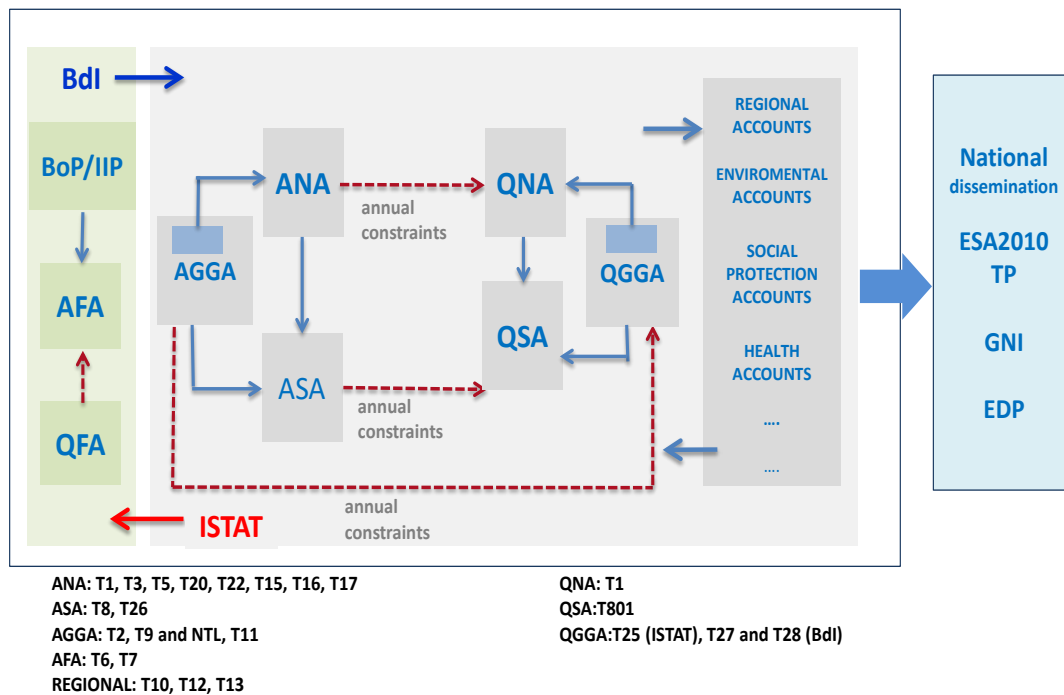 BdI
BoP/IIP
AFA
QFA
ISTAT
AGGA
ANA
ASA
annual
constraints
annual
constraints
annual
constraints
QNA
QSA
QGGA
REGIONAL
ACCOUNTS
ENVIROMENTAL
ACCOUNTS
SOCIAL
PROTECTION
ACCOUNTS
HEALTH
ACCOUNTS
....
....
National
dissemination
ESA2010
TP
GNI
EDP
ANA: T1, T3, T5, T20, T22, T15, T16, T17
ASA: T8, T26
AGGA: T2, T9 and NTL, T11
AFA: T6, T7
REGIONAL: T10, T12, T13
QNA: T1
QSA:T801
QGGA:T25 (ISTAT), T27 and T28 (BdI)